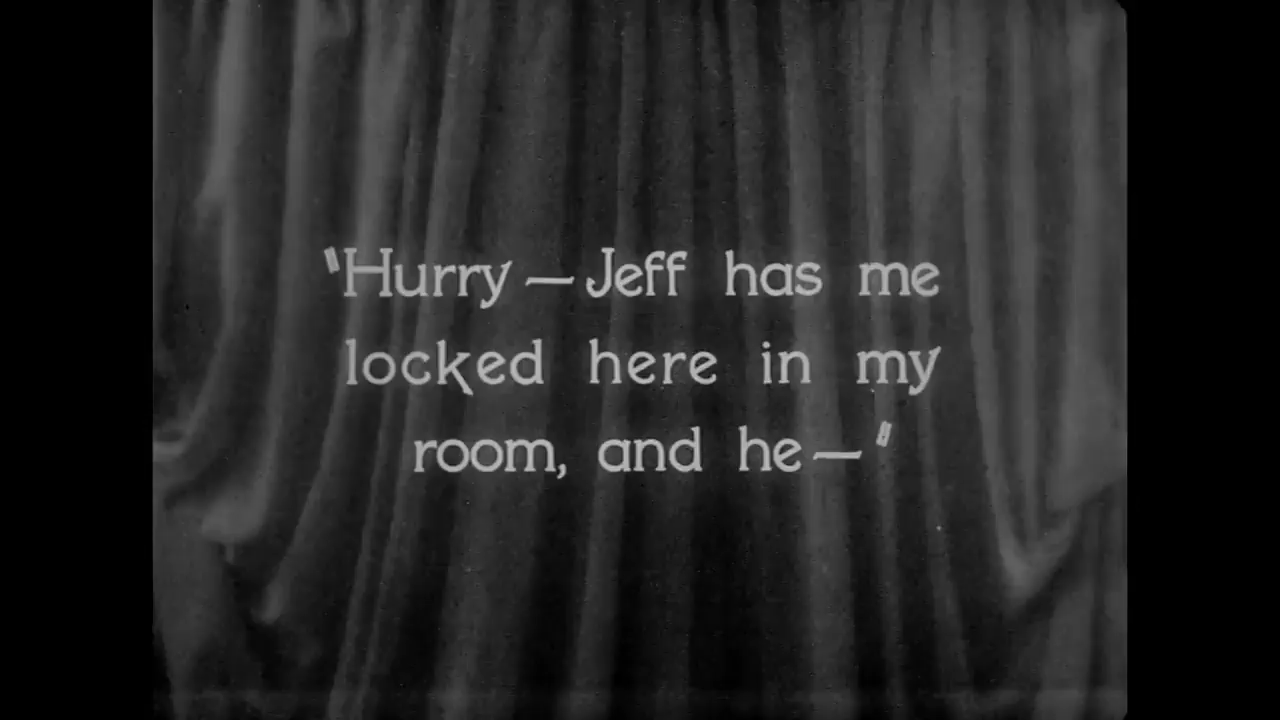 "Hurry — Jeff has me
locked here in my
room, and he — "